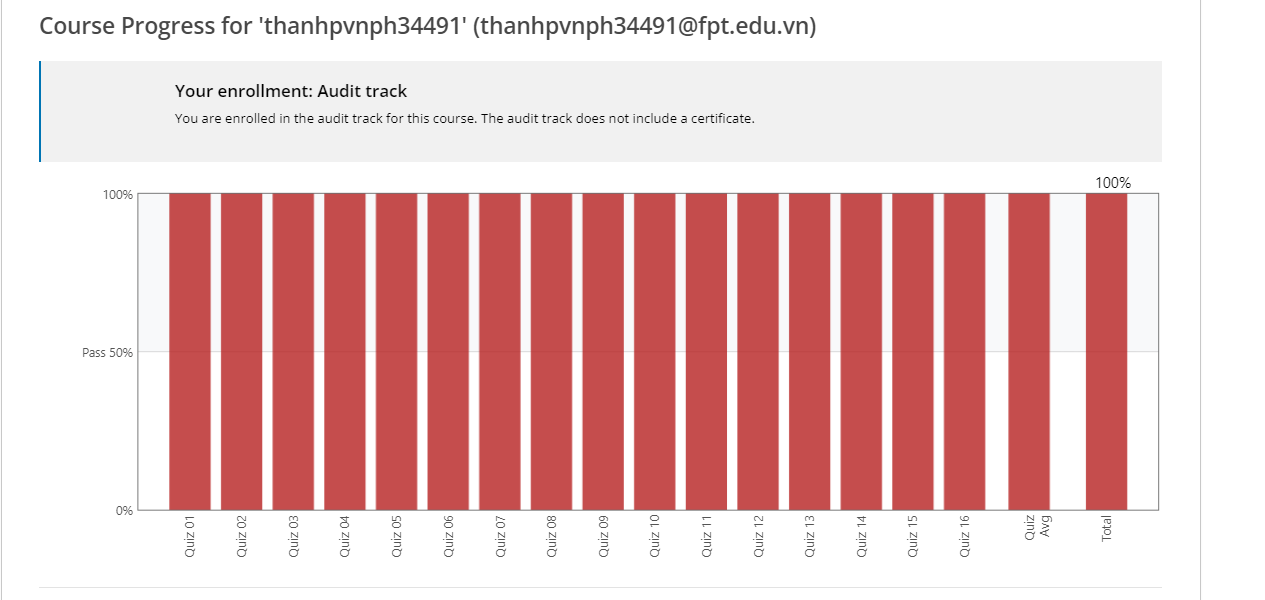 Course Progress for 'thanhpvnph34491' (thanhpvnph34491@fpt.edu.vn)
Your enrollment: Audit track
You are enrolled in the audit track for this course. The audit track does not include a certificate.
100%
100%
Pass 50%
0%
Quiz 01
Quiz 02
Quiz 03
Quiz 04
Quiz 05
Quiz 06
Quiz 07
Quiz 08
Quiz 09
Quiz 10
Quiz 11
Quiz 12
Quiz 13
Quiz 14
Quiz 15
Quiz 16
Quiz
Avg
Total